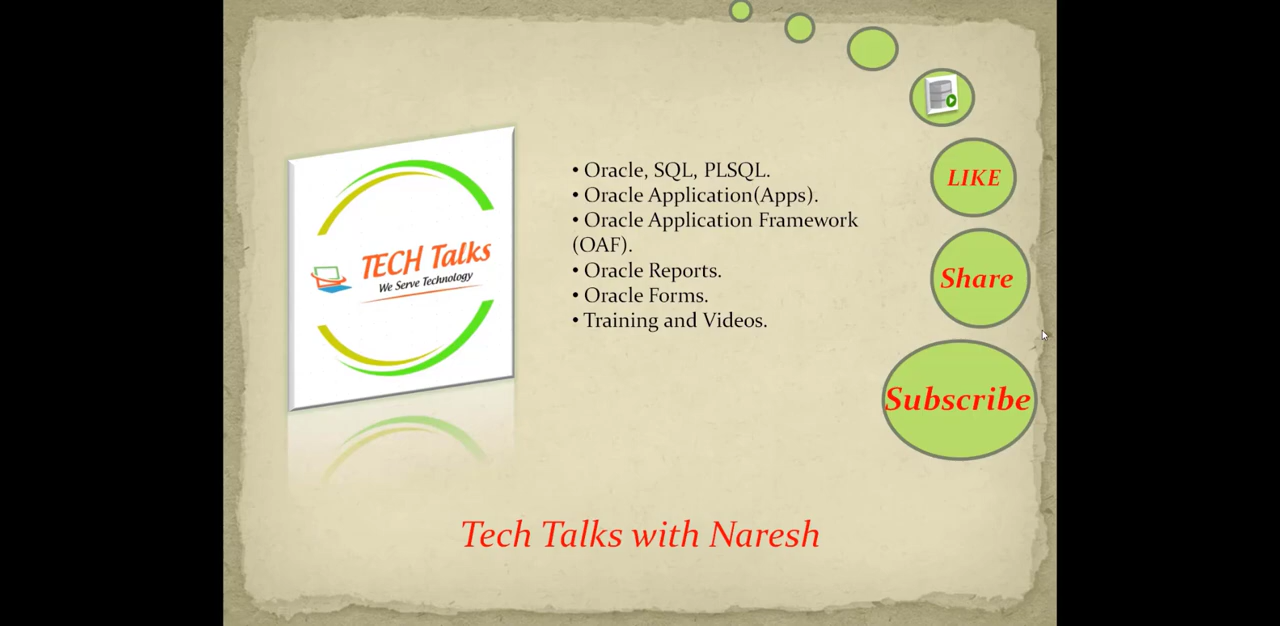 TECH Talks
We Serve Technology
• Oracle, SQL, PLSQL.
• Oracle Application(Apps).
• Oracle Application Framework
(OAF).
• Oracle Reports.
• Oracle Forms.
• Training and Videos.
LIKE
Share
Subscribe
Tech Talks with Naresh